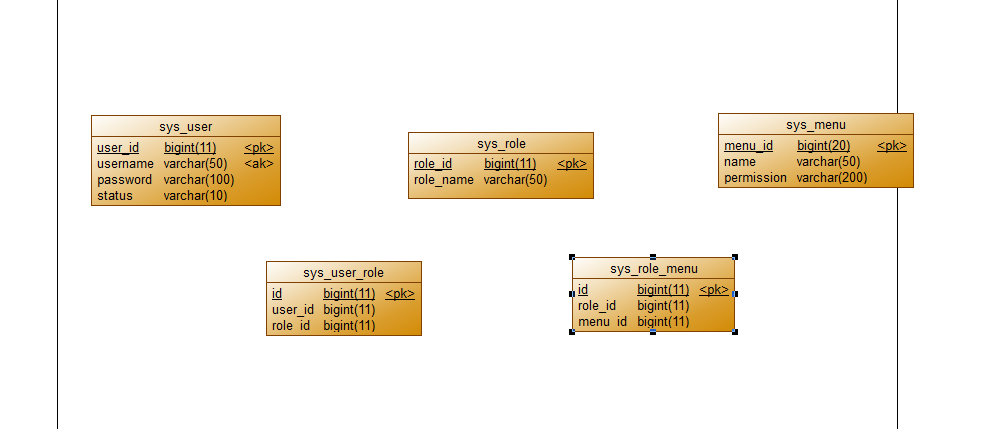 sys_user
user_id bigint(11) <pk>
username varchar(50) <ak>
password varchar(100)
status varchar(10)
sys_role
role_id bigint(11) <pk>
role_name varchar(50)
sys_menu
menu_id bigint(20) <pk>
name varchar(50)
permission varchar(200)
sys_user_role
id bigint(11) <pk>
user_id bigint(11)
role_id bigint(11)
sys_role_menu
id bigint(11) <pk>
role_id bigint(11)
menu_id bigint(11)